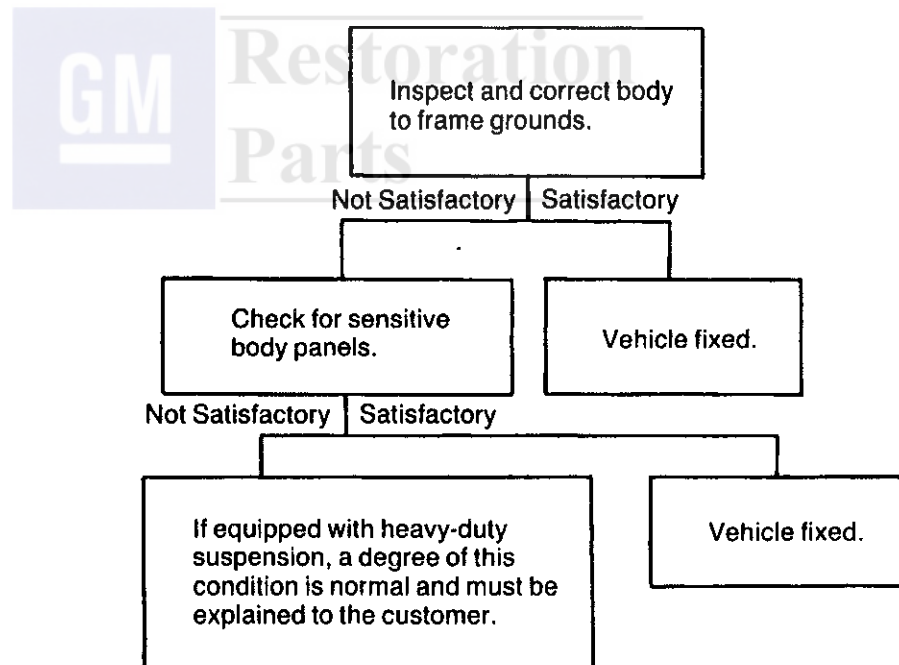 GM
Restoration
Parts
Inspect and correct body
to frame grounds.
Not Satisfactory
Satisfactory
Check for sensitive
body panels.
Vehicle fixed.
Not Satisfactory
Satisfactory
If equipped with heavy-duty
suspension, a degree of this
condition is normal and must be
explained to the customer.
Vehicle fixed.